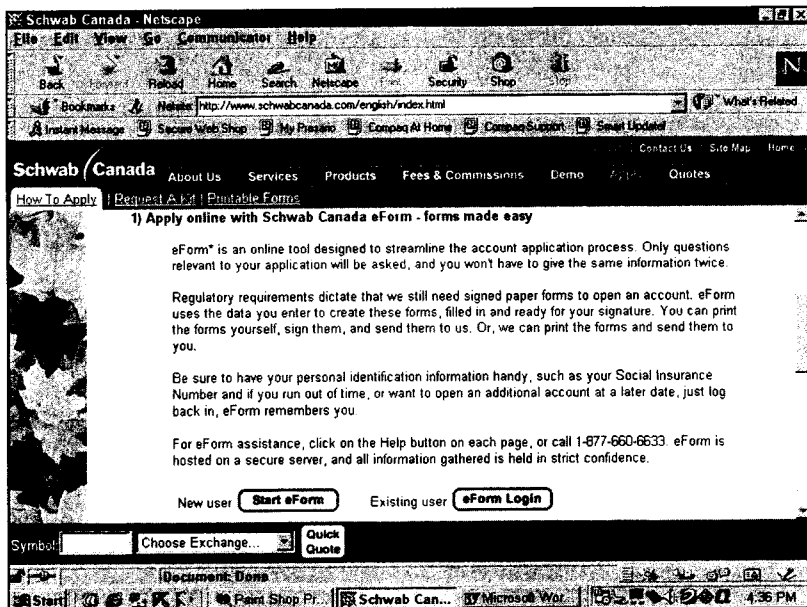 Schwab Canada - Netscape
File Edit View Go Communicator Help
Back Forward Reload Home Search Netscape Print Security Shop Stop
Bookmarks Netsite: http://www.schwabcanada.com/english/index.html What's Related
Instant Message Secure Web Shop My Presario Compaq At Home Compaq Support Smart Update!
Contact Us Site Map Home
Schwab Canada About Us Services Products Fees & Commissions Demo Apply Quotes
How To Apply | Request A Kit | Printable Forms
1) Apply online with Schwab Canada eForm - forms made easy
eForm* is an online tool designed to streamline the account application process. Only questions
relevant to your application will be asked, and you won't have to give the same information twice.
Regulatory requirements dictate that we still need signed paper forms to open an account. eForm
uses the data you enter to create these forms, filled in and ready for your signature. You can print
the forms yourself, sign them, and send them to us. Or, we can print the forms and send them to
you.
Be sure to have your personal identification information handy, such as your Social Insurance
Number and if you run out of time, or want to open an additional account at a later date, just log
back in, eForm remembers you.
For eForm assistance, click on the Help button on each page, or call 1-877-660-6633. eForm is
hosted on a secure server, and all information gathered is held in strict confidence.
New user Start eForm Existing user eForm Login
Symbol: Choose Exchange... Quick
Quote
Document: Done
Start Paint Shop Pr... Schwab Can... Microsoft Wor... 4:36 PM